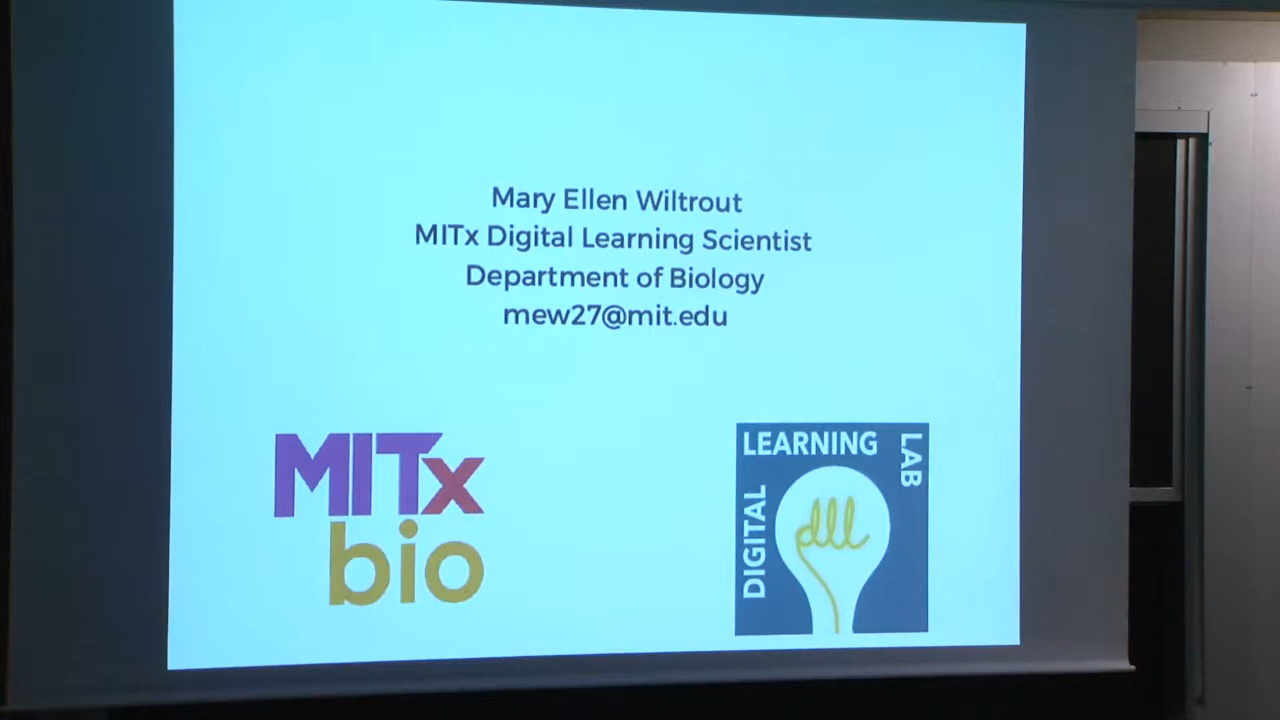 Mary Ellen Wiltrout
MITx Digital Learning Scientist
Department of Biology
mew27@mit.edu
MITx
bio
DIGITAL
LEARNING
LAB
dll